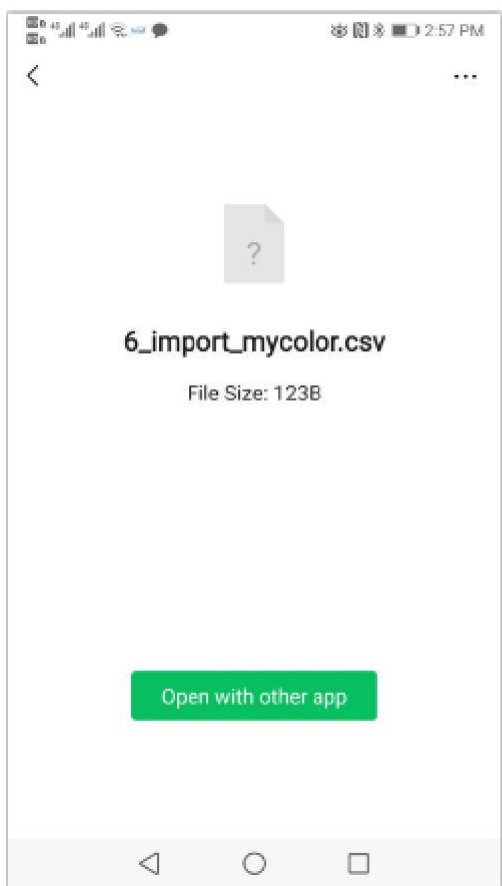 2:57 PM
?
6_import_mycolor.csv
File Size: 123B
Open with other app